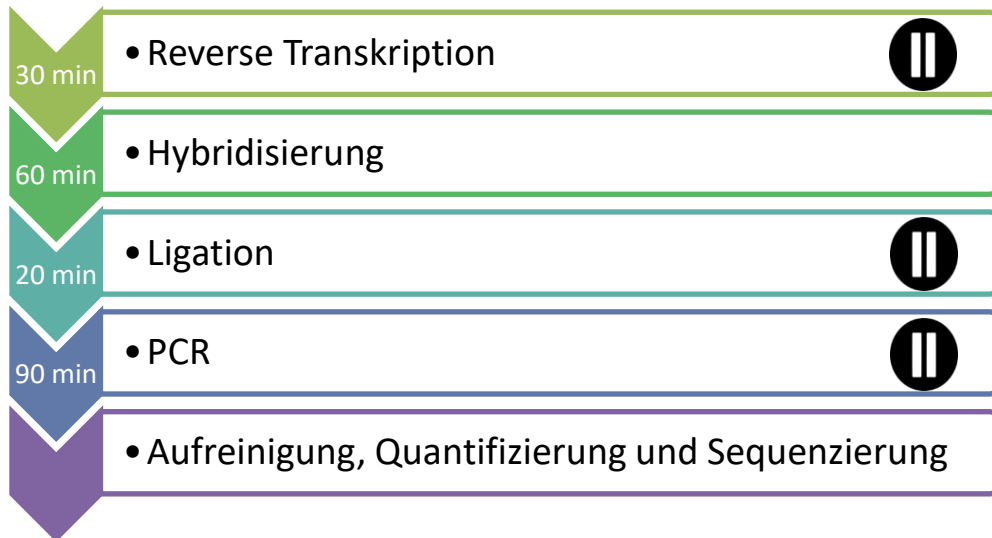 30 min
• Reverse Transkription
60 min
• Hybridisierung
20 min
• Ligation
90 min
• PCR
• Aufreinigung, Quantifizierung und Sequenzierung